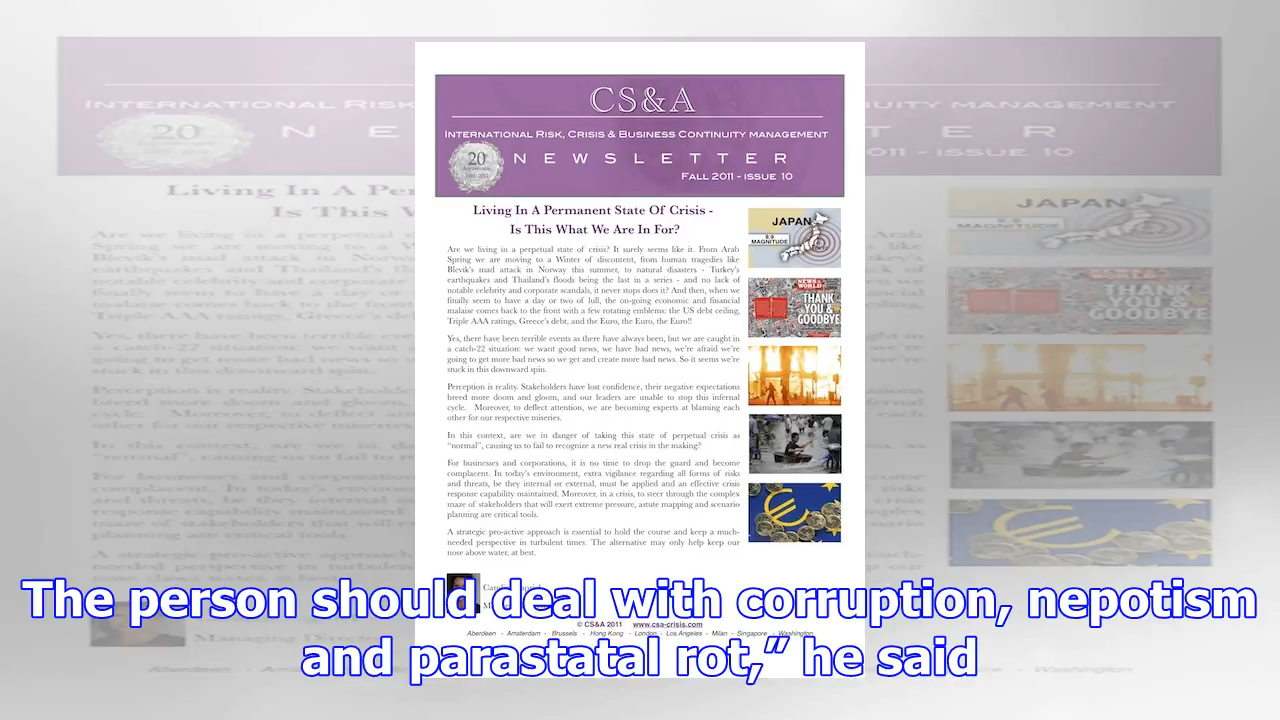 CS&A
International Risk, Crisis & Business Continuity management
20
NEWSLETTER
Fall 2011 - issue 10
Living In A Permanent State Of Crisis -
Is This What We Are In For?
Are we living in a perpetual state of crisis? It surely seems like it. From Arab
Spring we are moving to a Winter of discontent, from human tragedies like
Blevik's mad attack in Norway this summer, to natural disasters - Turkey's
earthquakes and Thailand's floods being the last in a series - and no lack of
notable celebrity and corporate scandals, it never stops does it? And then, when we
finally seem to have a day or two of lull, the on-going economic and financial
malaise comes back to the front with a few rotating emblems: the US debt ceiling,
Triple AAA ratings, Greece's debt, and the Euro, the Euro, the Euro!!
Yes, there have been terrible events as there have always been, but we are caught in
a catch-22 situation: we want good news, we have bad news, we're afraid we're
going to get more bad news so we get and create more bad news. So it seems we're
stuck in this downward spin.
Perception is reality. Stakeholders have lost confidence, their negative expectations
breed more doom and gloom, and our leaders are unable to stop this infernal
cycle. Moreover, to deflect attention, we are becoming experts at blaming each
other for our respective miseries.
In this context, are we in danger of taking this state of perpetual crisis as
"normal", causing us to fail to recognize a new real crisis in the making?
For businesses and corporations, it is no time to drop the guard and become
complacent. In today's environment, extra vigilance regarding all forms of risks
and threats, be they internal or external, must be applied and an effective crisis
response capability maintained. Moreover, in a crisis, to steer through the complex
maze of stakeholders that will exert extreme pressure, astute mapping and scenario
planning are critical tools.
A strategic pro-active approach is essential to hold the course and keep a much-
needed perspective in turbulent times. The alternative may only help keep our
nose above water, at best.
JAPAN
8.9
MAGNITUDE
NEWS OF THE WORLD
THANK
YOU &
GOODBYE
© CS&A 2011 www.csa-crisis.com
Aberdeen - Amsterdam - Brussels - Hong Kong - London - Los Angeles - Milan - Singapore - Washington
The person should deal with corruption, nepotism
and parastatal rot,” he said